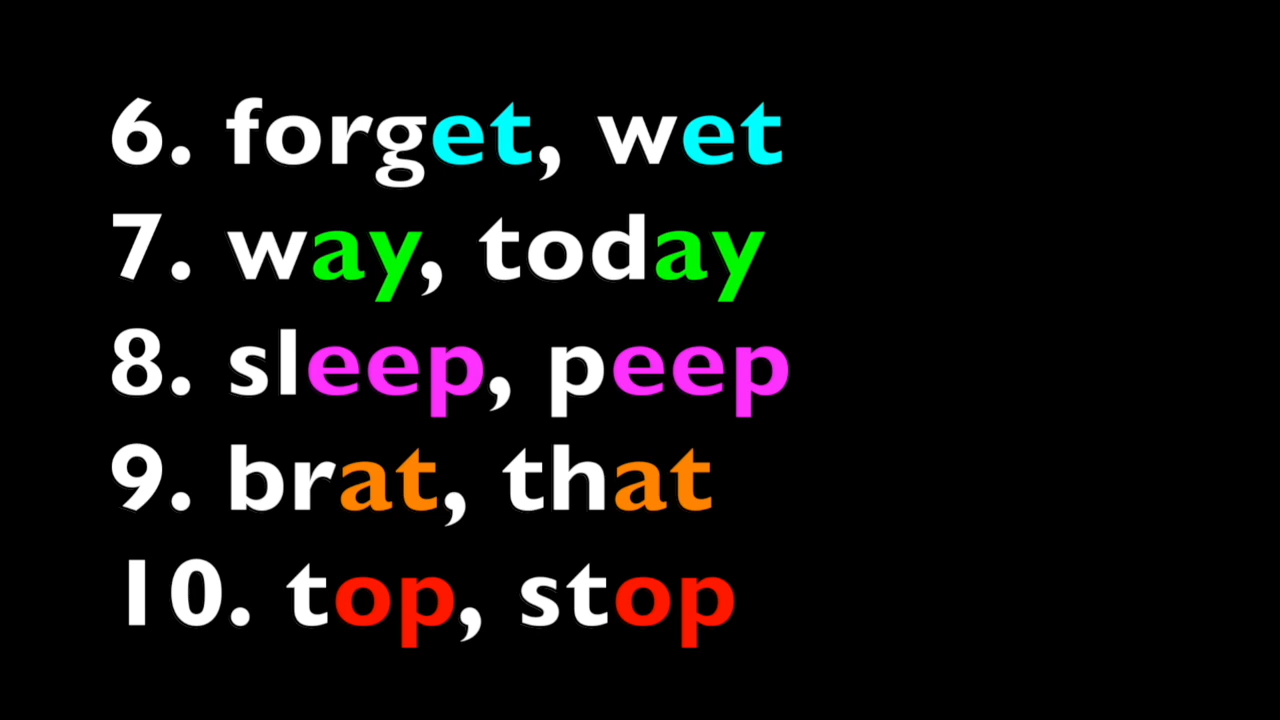 6. forget, wet
7. way, today
8. sleep, peep
9. brat, that
10. top, stop